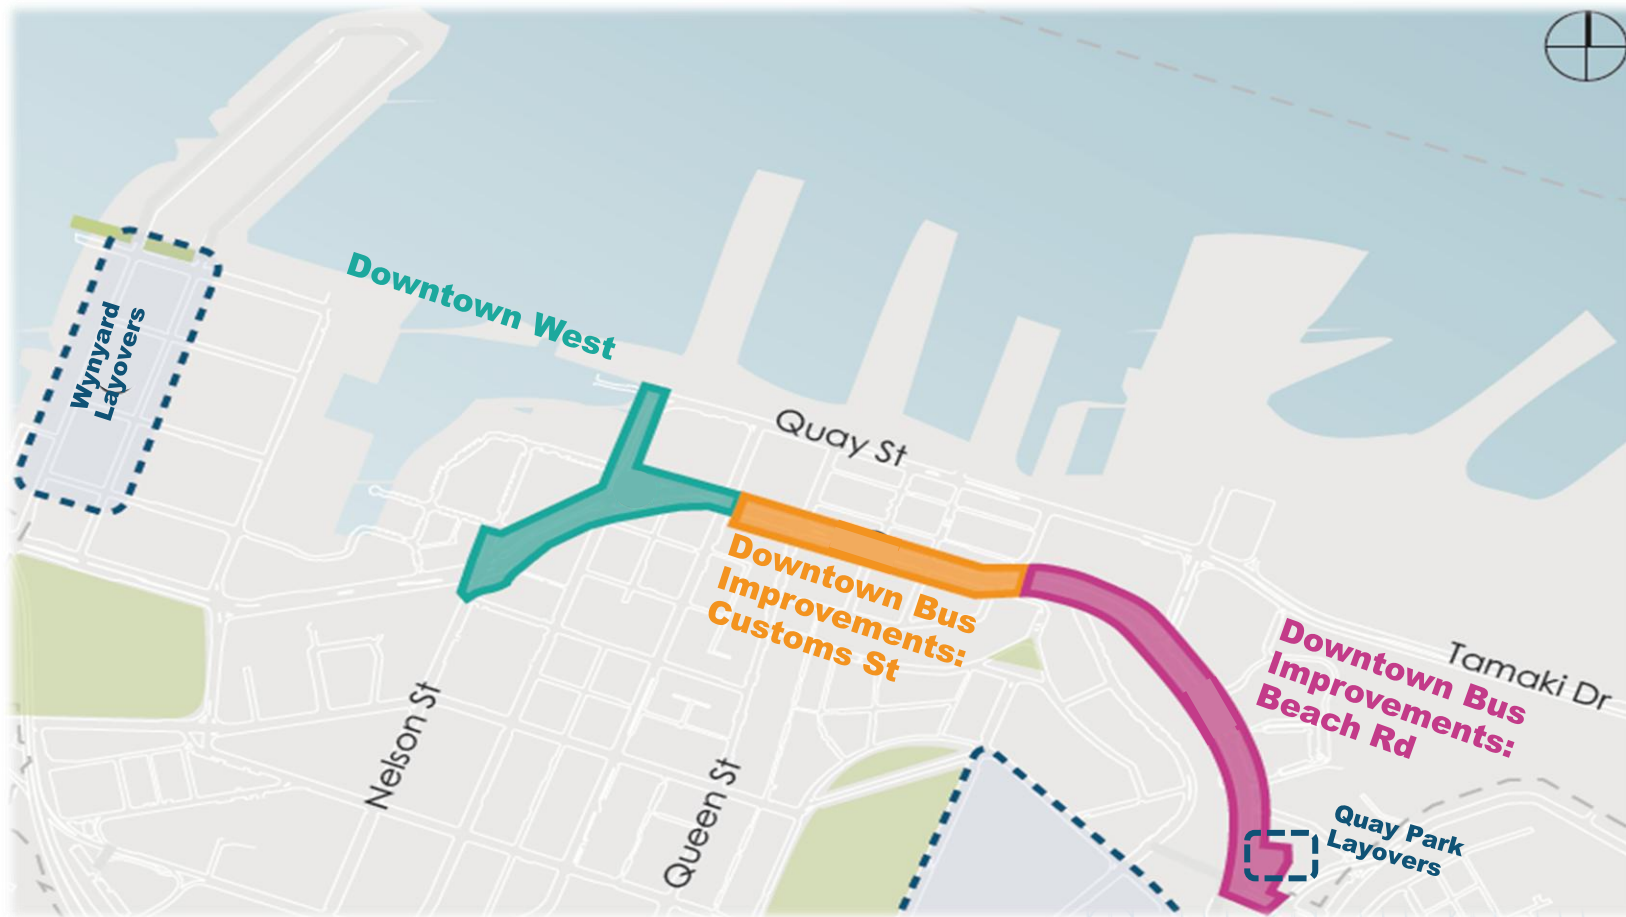 Downtown West
Wynyard
Layovers
Quay St
Downtown Bus
Improvements:
Customs St
Downtown Bus
Improvements:
Beach Rd
Tamaki Dr
Nelson St
Queen St
Quay Park
Layovers